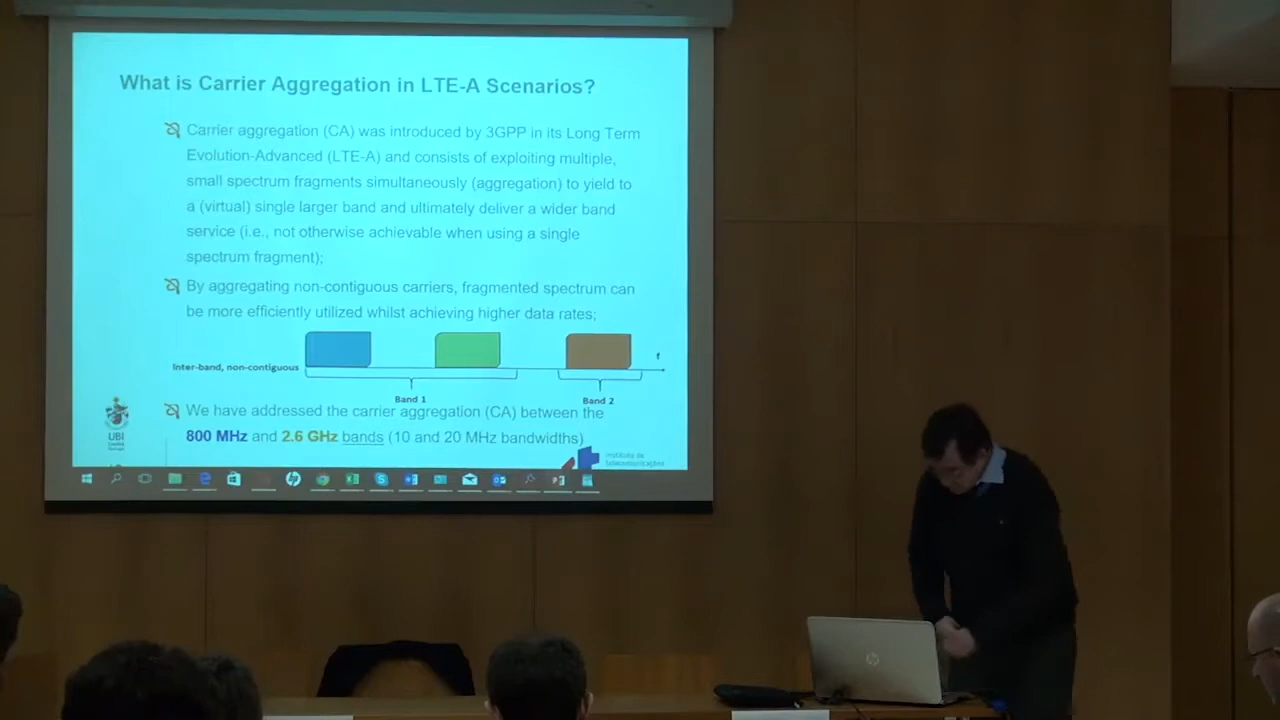 What is Carrier Aggregation in LTE-A Scenarios?
Carrier aggregation (CA) was introduced by 3GPP in its Long Term
Evolution-Advanced (LTE-A) and consists of exploiting multiple,
small spectrum fragments simultaneously (aggregation) to yield to
a (virtual) single larger band and ultimately deliver a wider band
service (i.e., not otherwise achievable when using a single
spectrum fragment);
By aggregating non-contiguous carriers, fragmented spectrum can
be more efficiently utilized whilst achieving higher data rates;
f
Inter-band, non-contiguous
Band 1
Band 2
We have addressed the carrier aggregation (CA) between the
800 MHz and 2.6 GHz bands (10 and 20 MHz bandwidths)
UBI
instituto de
telecomunicações
hp